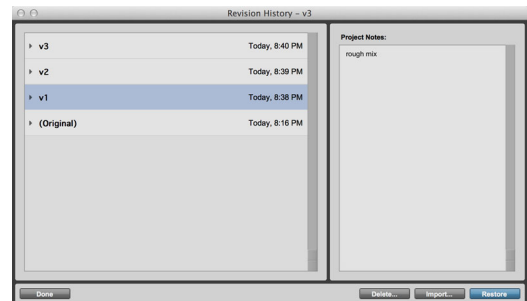 Revision History – v3
v3 Today, 8:40 PM
v2 Today, 8:39 PM
v1 Today, 8:38 PM
(Original) Today, 8:16 PM
Project Notes:
rough mix
Done Delete... Import... Restore